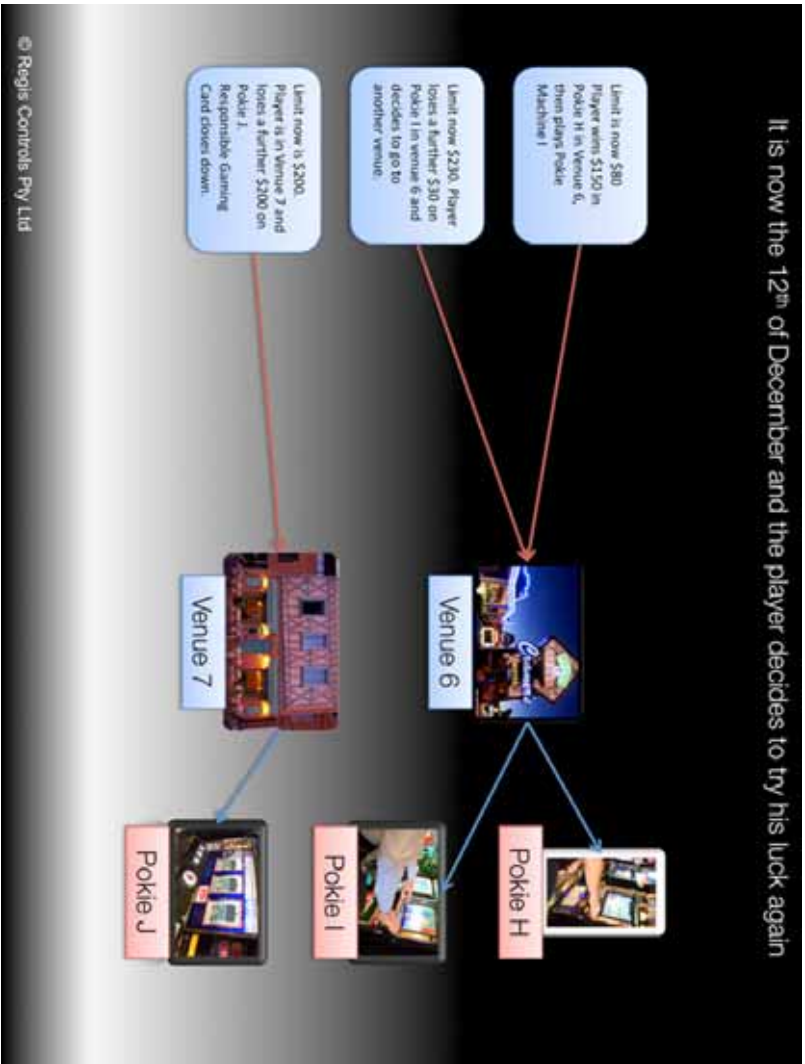 It is now the 12th of December and the player decides to try his luck again
Limit is now $80
Player wins $150 in
Pokie H in Venue 6,
then plays Pokie
Machine I
Limit now $230. Player
loses a further $30 on
Pokie I in venue 6 and
decides to go to
another venue.
Limit now is $200.
Player is in Venue 7 and
loses a further $200 on
Pokie J.
Responsible Gaming
Card closes down.
Venue 6
Venue 7
Pokie H
Pokie I
Pokie J
© Regis Controls Pty Ltd